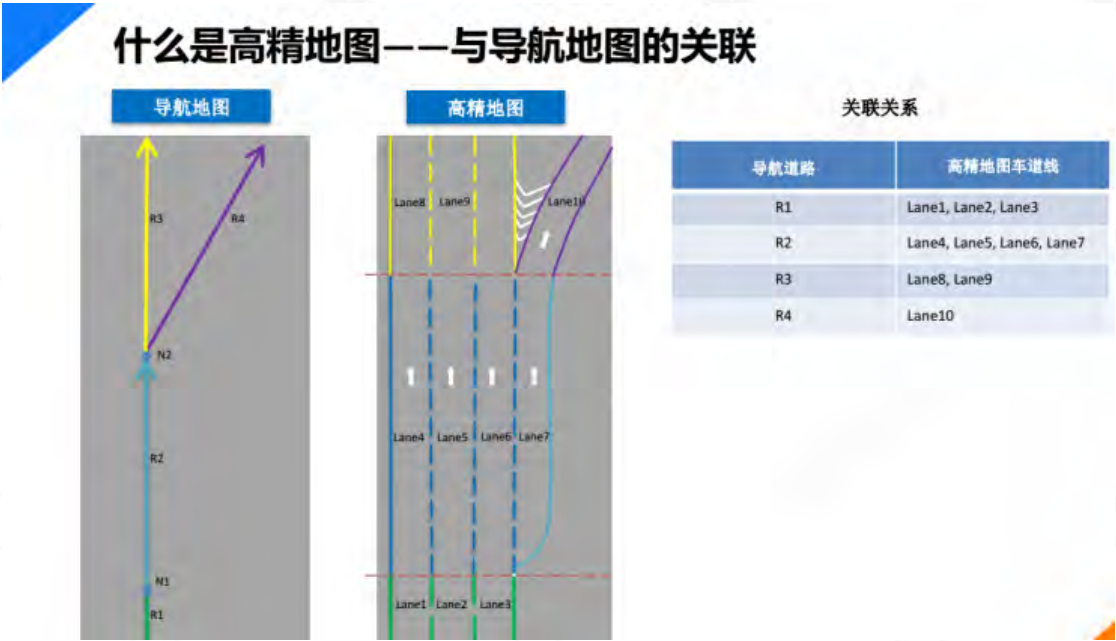 什么是高精地图——与导航地图的关联
导航地图
高精地图
关联关系
R3
R4
N2
R2
N1
R1
Lane8 Lane9 Lane10
Lane4 Lane5 Lane6 Lane7
Lane1 Lane2 Lane3
导航道路 高精地图车道线
R1 Lane1, Lane2, Lane3
R2 Lane4, Lane5, Lane6, Lane7
R3 Lane8, Lane9
R4 Lane10